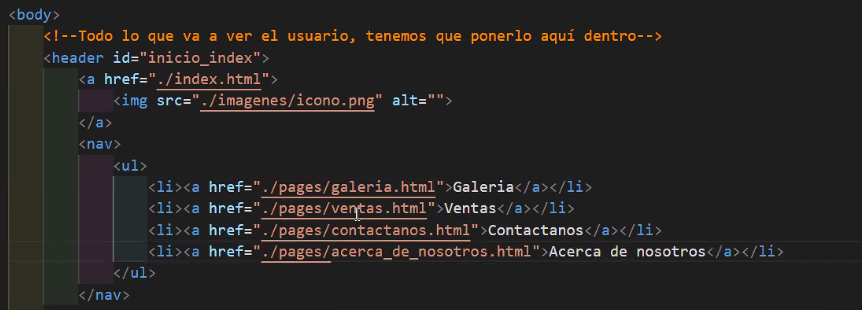 <body>
<!--Todo lo que va a ver el usuario, tenemos que ponerlo aquí dentro-->
<header id="inicio_index">
<a href="./index.html">
<img src="./imagenes/icono.png" alt="">
</a>
<nav>
<ul>
<li><a href="./pages/galeria.html">Galeria</a></li>
<li><a href="./pages/ventas.html">Ventas</a></li>
<li><a href="./pages/contactanos.html">Contactanos</a></li>
<li><a href="./pages/acerca_de_nosotros.html">Acerca de nosotros</a></li>
</ul>
</nav>